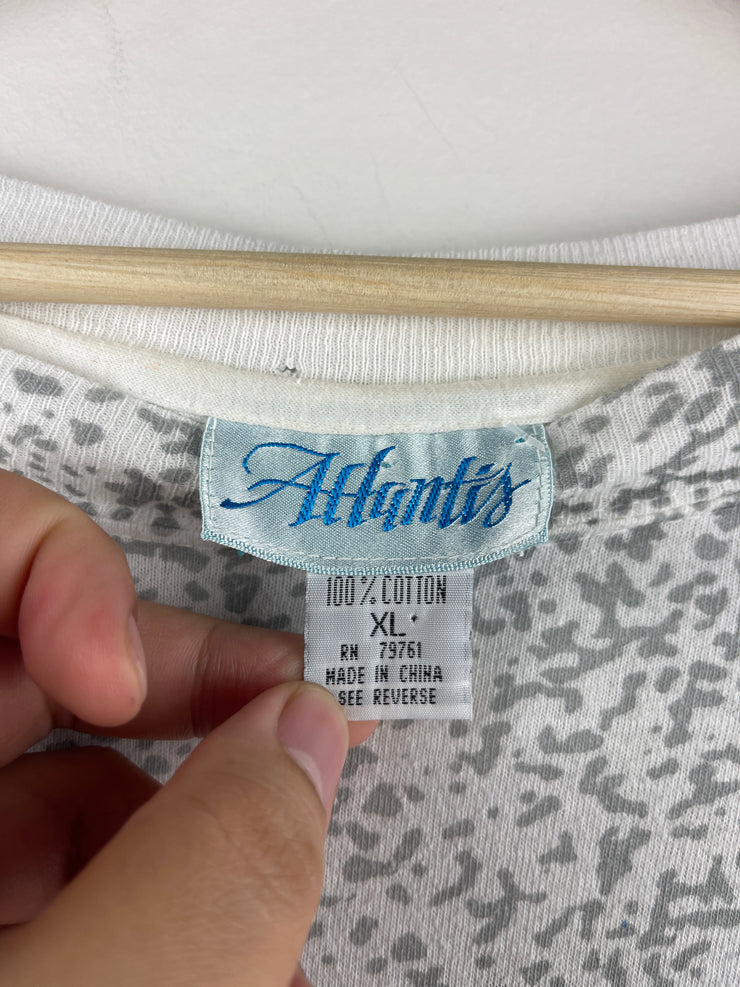 Atlantis
100% COTTON
XL
RN 79761
MADE IN CHINA
SEE REVERSE